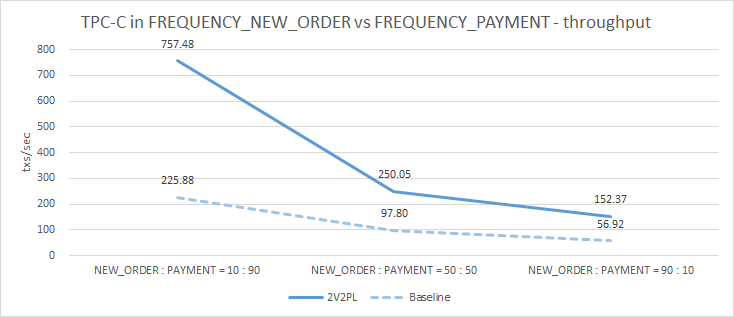 TPC-C in FREQUENCY_NEW_ORDER vs FREQUENCY_PAYMENT - throughput
800
700
600
500
400
300
200
100
0
txs/sec
757.48
250.05
152.37
225.88
97.80
56.92
NEW_ORDER : PAYMENT = 10 : 90
NEW_ORDER : PAYMENT = 50 : 50
NEW_ORDER : PAYMENT = 90 : 10
2V2PL
Baseline